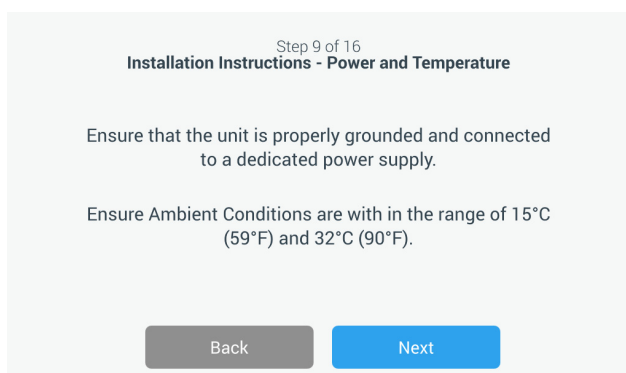 Step 9 of 16
Installation Instructions - Power and Temperature
Ensure that the unit is properly grounded and connected
to a dedicated power supply.
Ensure Ambient Conditions are with in the range of 15°C
(59°F) and 32°C (90°F).
Back
Next